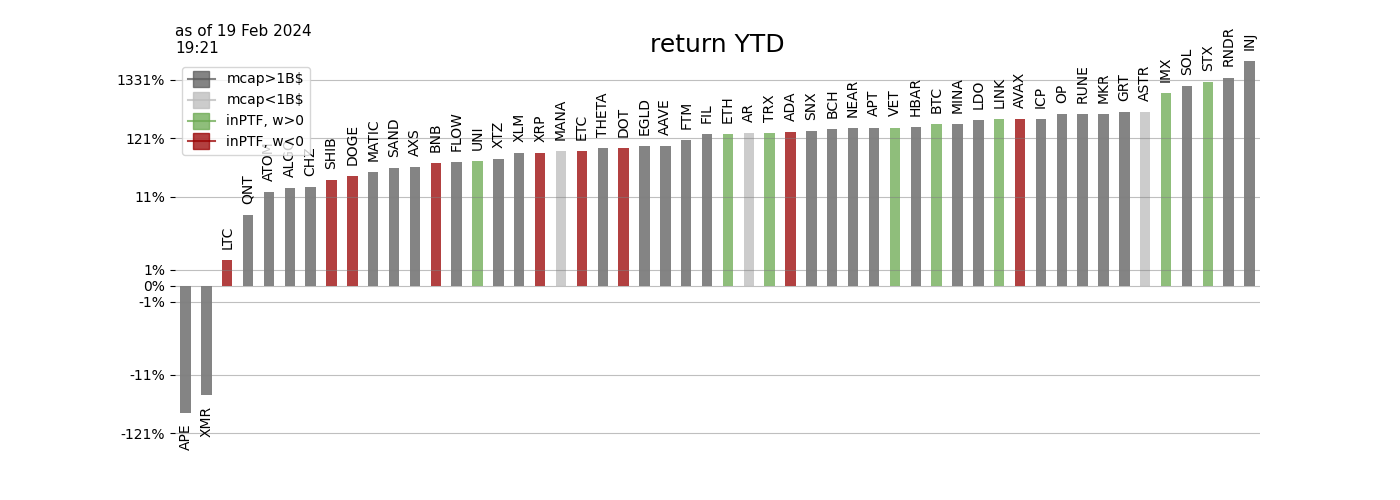 as of 19 Feb 2024
19:21
return YTD
mcap>1B$
mcap<1B$
inPTF, w>0
inPTF, w<0
1331%
121%
11%
1%
0%
-1%
-11%
-121%
APE
XMR
LTC
QNT
ATOM
ALGO
CHZ
SHIB
DOGE
MATIC
SAND
AXS
BNB
FLOW
UNI
XTZ
XLM
XRP
MANA
ETC
THETA
DOT
EGLD
AAVE
FTM
FIL
ETH
AR
TRX
ADA
SNX
BCH
NEAR
APT
VET
HBAR
BTC
MINA
LDO
LINK
AVAX
ICP
OP
RUNE
MKR
GRT
ASTR
IMX
SOL
STX
RNDR
INJ